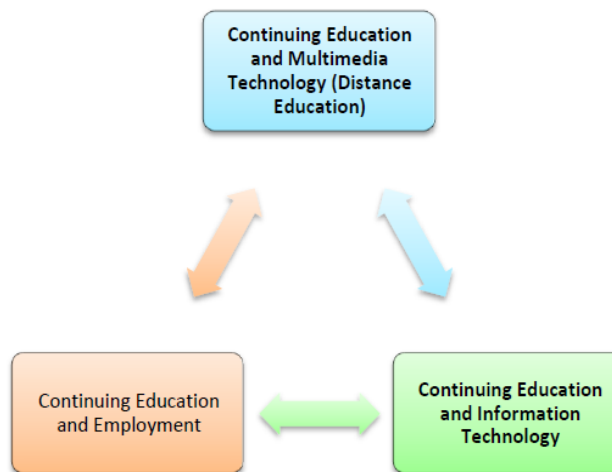 Continuing Education
and Multimedia
Technology (Distance
Education)
Continuing Education
and Employment
Continuing Education
and Information
Technology